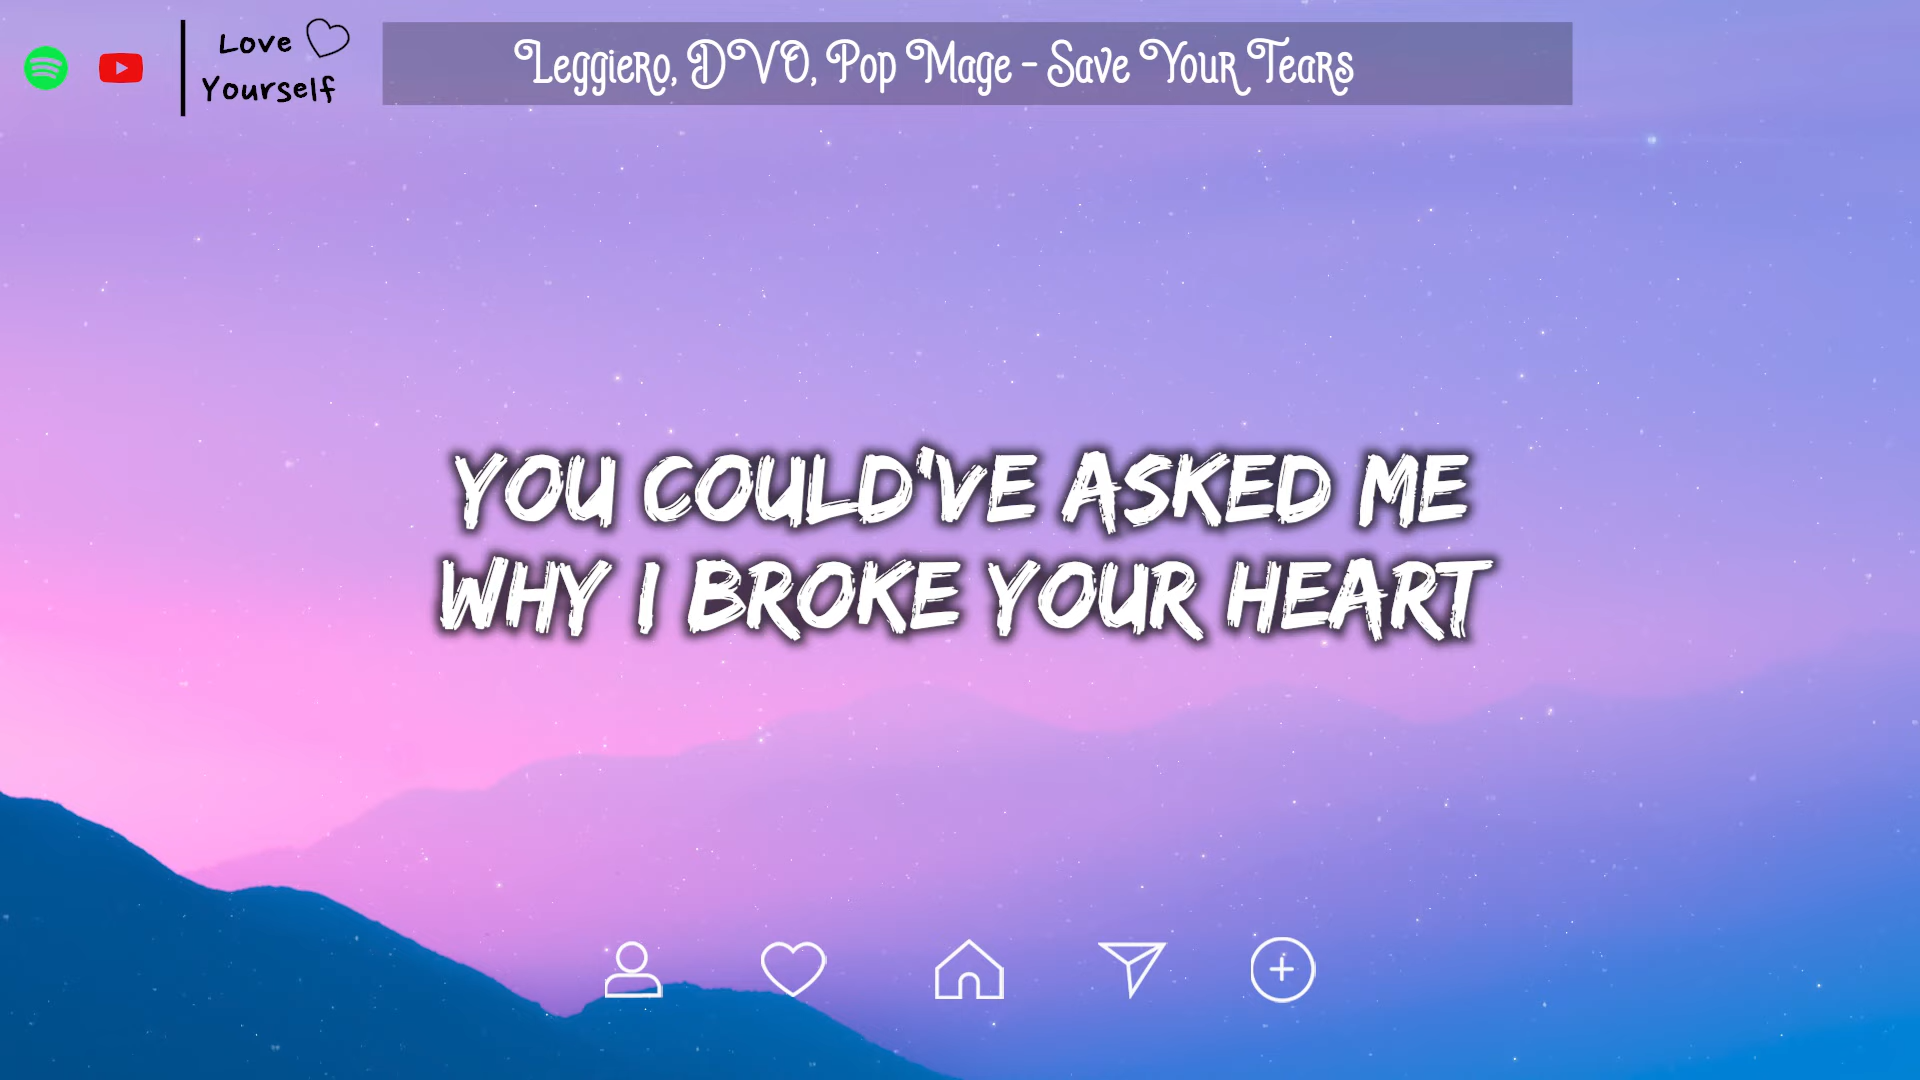 Love
Yourself
Leggiero, DVO, Pop Mage - Save Your Tears
YOU COULD'VE ASKED ME
WHY I BROKE YOUR HEART